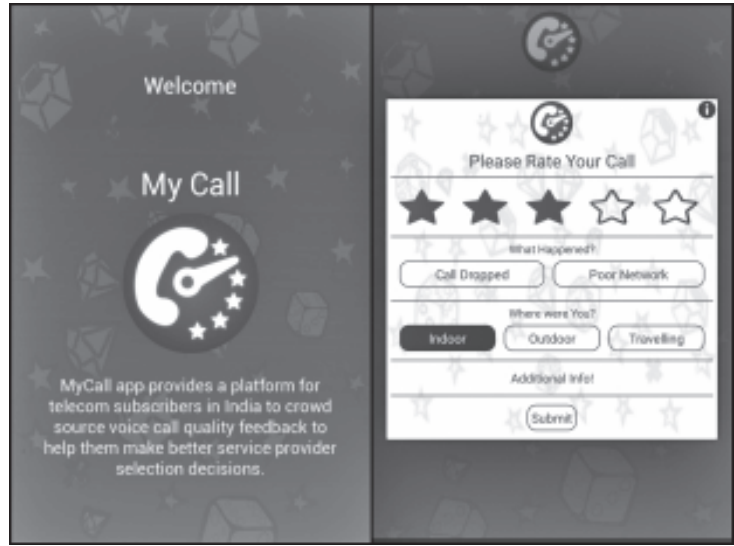 Welcome
My Call
MyCall app provides a platform for
telecom subscribers in India to crowd
source voice call quality feedback to
help them make better service provider
selection decisions.
i
Please Rate Your Call
What Happened?
Call Dropped
Poor Network
Where were You?
Indoor
Outdoor
Travelling
Additional Info!
Submit